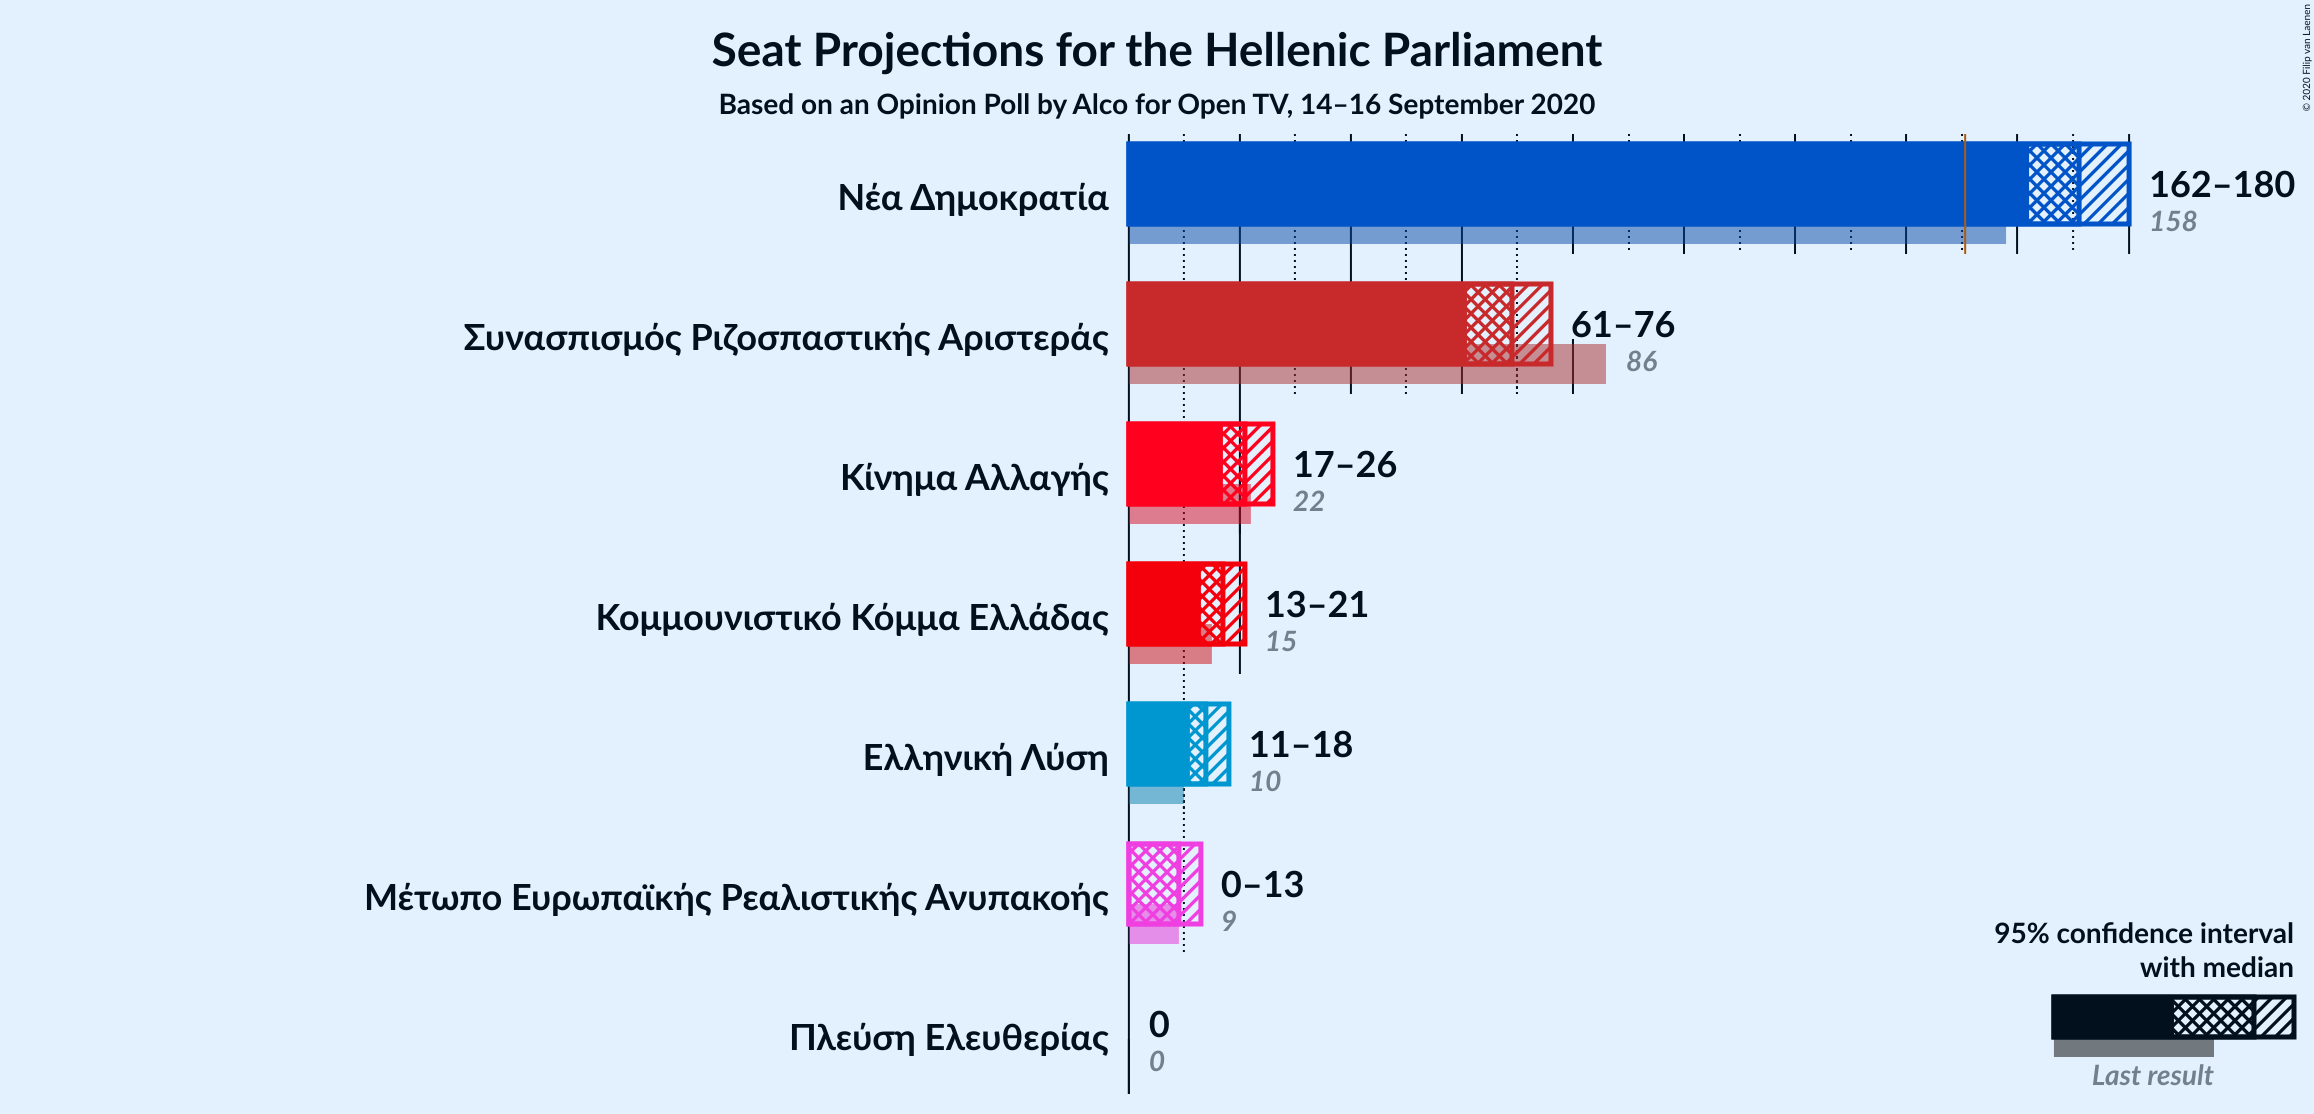 Seat Projections for the Hellenic Parliament
Based on an Opinion Poll by Alco for Open TV, 14–16 September 2020
© 2020 Filip van Laenen
Νέα Δημοκρατία
162–180
158
Συνασπισμός Ριζοσπαστικής Αριστεράς
61–76
86
Κίνημα Αλλαγής
17–26
22
Κομμουνιστικό Κόμμα Ελλάδας
13–21
15
Ελληνική Λύση
11–18
10
Μέτωπο Ευρωπαϊκής Ρεαλιστικής Ανυπακοής
0–13
9
Πλεύση Ελευθερίας
0
0
95% confidence interval
with median
Last result